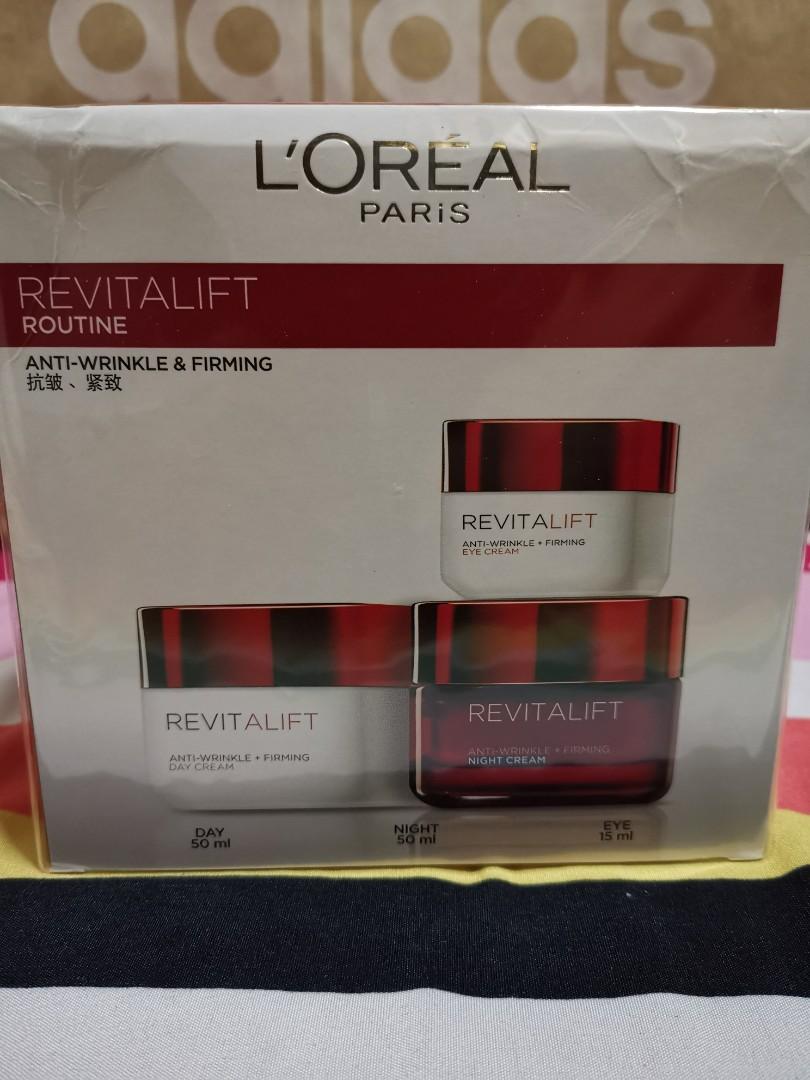 adidas
L'ORÉAL
PARiS
REVITALIFT
ROUTINE
ANTI-WRINKLE & FIRMING
抗皱、紧致
REVITALIFT
ANTI-WRINKLE + FIRMING
EYE CREAM
REVITALIFT
ANTI-WRINKLE + FIRMING
DAY CREAM
REVITALIFT
ANTI-WRINKLE + FIRMING
NIGHT CREAM
DAY
50 ml
NIGHT
50 ml
EYE
15 ml